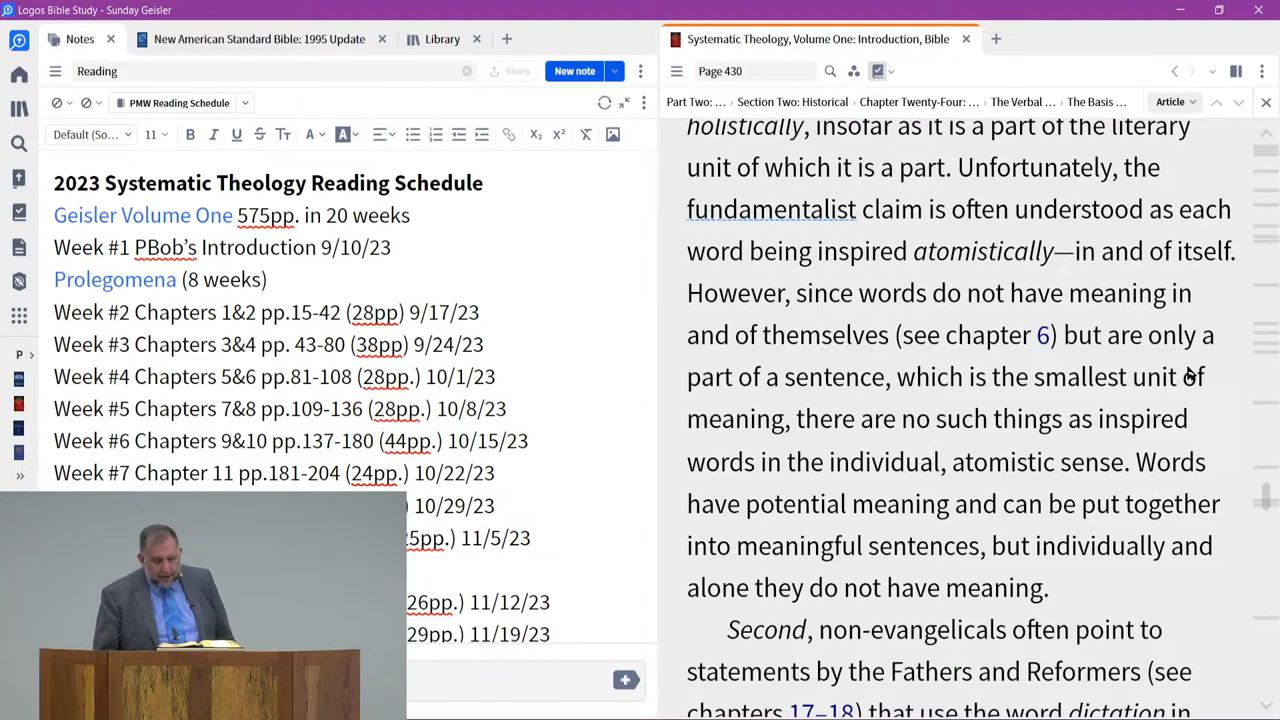 Logos Bible Study - Sunday Geisler
Notes
New American Standard Bible: 1995 Update
Library
Reading
Share
New note
PMW Reading Schedule
Default (So...
11
2023 Systematic Theology Reading Schedule
Geisler Volume One 575pp. in 20 weeks
Week #1 PBob's Introduction 9/10/23
Prolegomena (8 weeks)
Week #2 Chapters 1&2 pp.15-42 (28pp) 9/17/23
Week #3 Chapters 3&4 pp. 43-80 (38pp) 9/24/23
Week #4 Chapters 5&6 pp.81-108 (28pp.) 10/1/23
Week #5 Chapters 7&8 pp.109-136 (28pp.) 10/8/23
Week #6 Chapters 9&10 pp.137-180 (44pp.) 10/15/23
Week #7 Chapter 11 pp.181-204 (24pp.) 10/22/23
) 10/29/23
25pp.) 11/5/23
26pp.) 11/12/23
29pp.) 11/19/23
Systematic Theology, Volume One: Introduction, Bible
Page 430
Part Two: ... Section Two: Historical Chapter Twenty-Four: ... The Verbal ... The Basis ...
Article
holistically, insofar as it is a part of the literary
unit of which it is a part. Unfortunately, the
fundamentalist claim is often understood as each
word being inspired atomistically—in and of itself.
However, since words do not have meaning in
and of themselves (see chapter 6) but are only a
part of a sentence, which is the smallest unit of
meaning, there are no such things as inspired
words in the individual, atomistic sense. Words
have potential meaning and can be put together
into meaningful sentences, but individually and
alone they do not have meaning.
Second, non-evangelicals often point to
statements by the Fathers and Reformers (see
chapters 17–18) that use the word dictation in